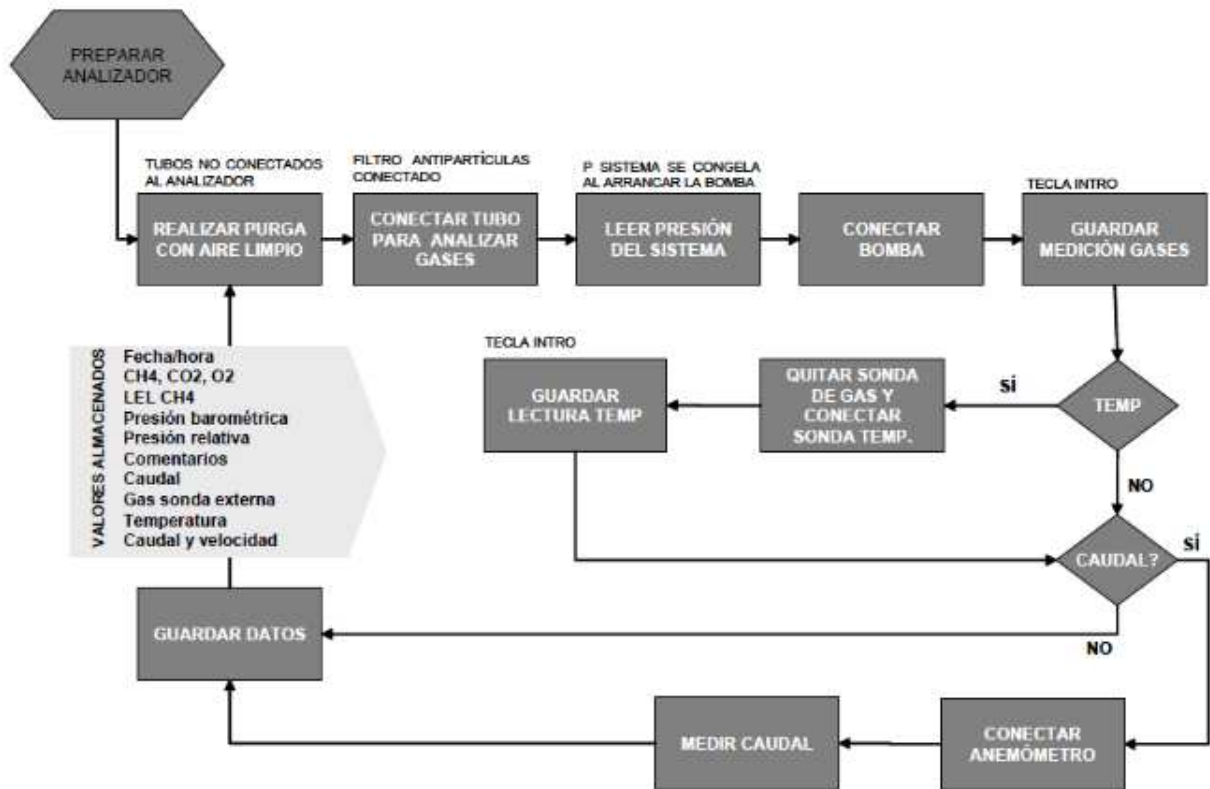 PREPARAR
ANALIZADOR
TUBOS NO CONECTADOS
AL ANALIZADOR
REALIZAR PURGA
CON AIRE LIMPIO
FILTRO ANTIPARTÍCULAS
CONECTADO
CONECTAR TUBO
PARA ANALIZAR
GASES
P SISTEMA SE CONGELA
AL ARRANCAR LA BOMBA
LEER PRESIÓN
DEL SISTEMA
CONECTAR
BOMBA
TECLA INTRO
GUARDAR
MEDICIÓN GASES
TEMP
SÍ
QUITAR SONDA
DE GAS Y
CONECTAR
SONDA TEMP.
TECLA INTRO
GUARDAR
LECTURA TEMP
NO
CAUDAL?
SÍ
NO
CONECTAR
ANEMÓMETRO
MEDIR CAUDAL
GUARDAR DATOS
VALORES ALMACENADOS
Fecha/hora
CH4, CO2, O2
LEL CH4
Presión barométrica
Presión relativa
Comentarios
Caudal
Gas sonda externa
Temperatura
Caudal y velocidad